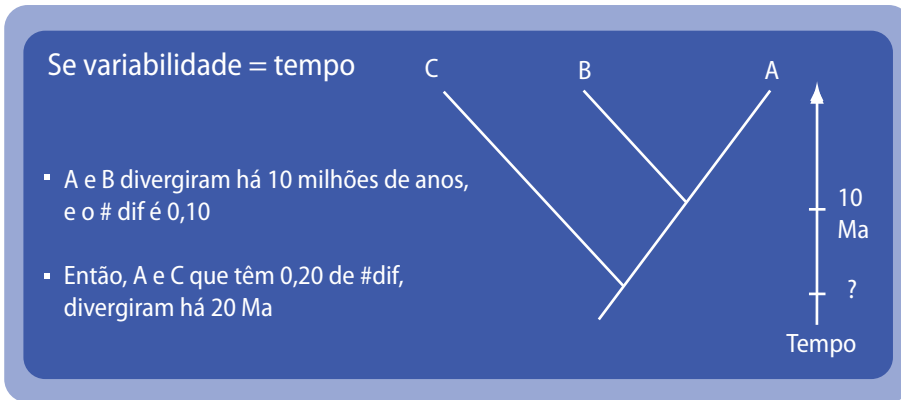 Se variabilidade = tempo
C
B
A
▪ A e B divergiram há 10 milhões de anos,
e o # dif é 0,10
▪ Então, A e C que têm 0,20 de #dif,
divergiram há 20 Ma
10
Ma
?
Tempo